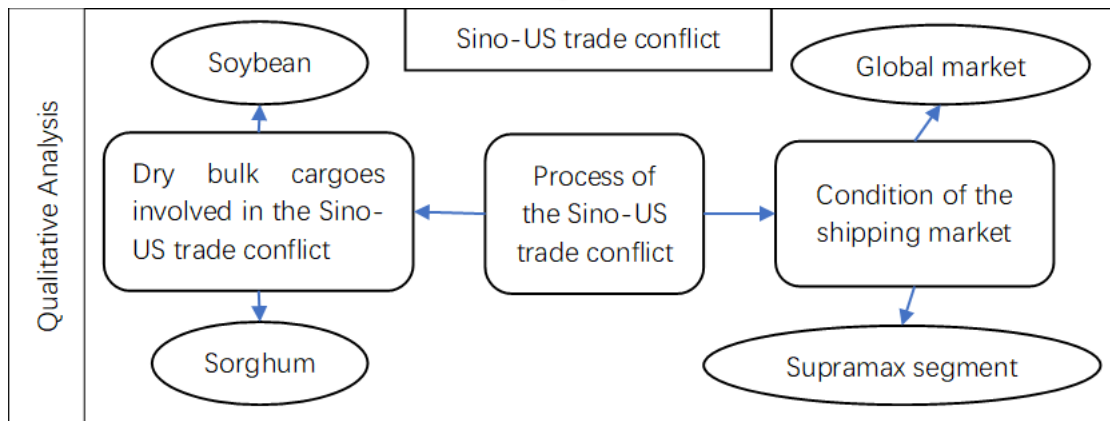 Qualitative Analysis
Sino-US trade conflict
Soybean
Global market
Dry bulk cargoes
involved in the Sino-
US trade conflict
Process of
the Sino-US
trade conflict
Condition of the
shipping market
Sorghum
Supramax segment